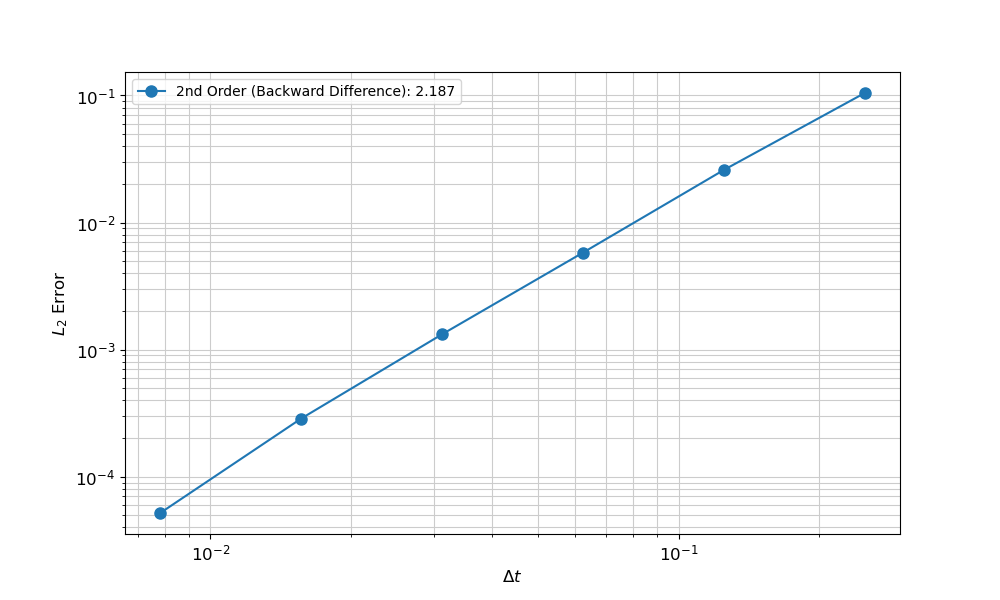 2nd Order (Backward Difference): 2.187
10⁻¹
10⁻²
10⁻³
10⁻⁴
L₂ Error
10⁻²
10⁻¹
Δt